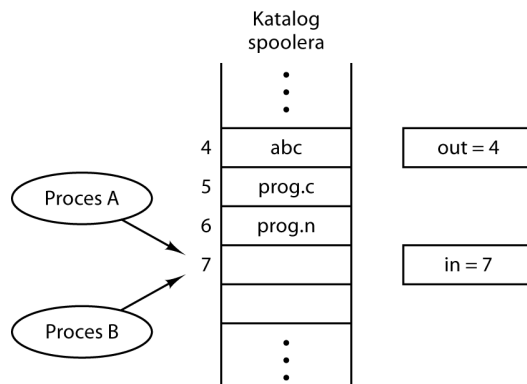 Katalog
spoolera
4
abc
out = 4
5
prog.c
Proces A
6
prog.n
7
in = 7
Proces B